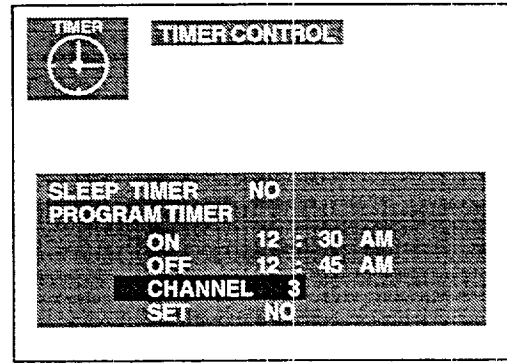 TIMER
TIMER CONTROL
SLEEP TIMER NO
PROGRAM TIMER
ON 12 : 30 AM
OFF 12 : 45 AM
CHANNEL 3
SET NO